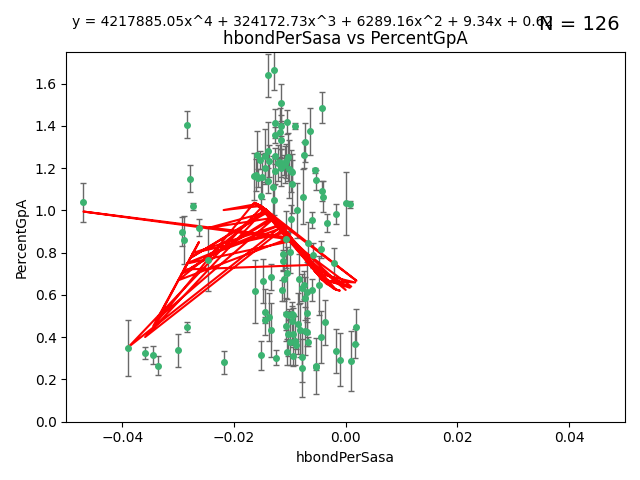 y = 4217885.05x^4 + 324172.73x^3 + 6289.16x^2 + 9.34x + 0.62
N = 126
hbondPerSasa vs PercentGpA
1.6
1.4
1.2
1.0
0.8
0.6
0.4
0.2
0.0
PercentGpA
−0.04 −0.02 0.00 0.02 0.04
hbondPerSasa